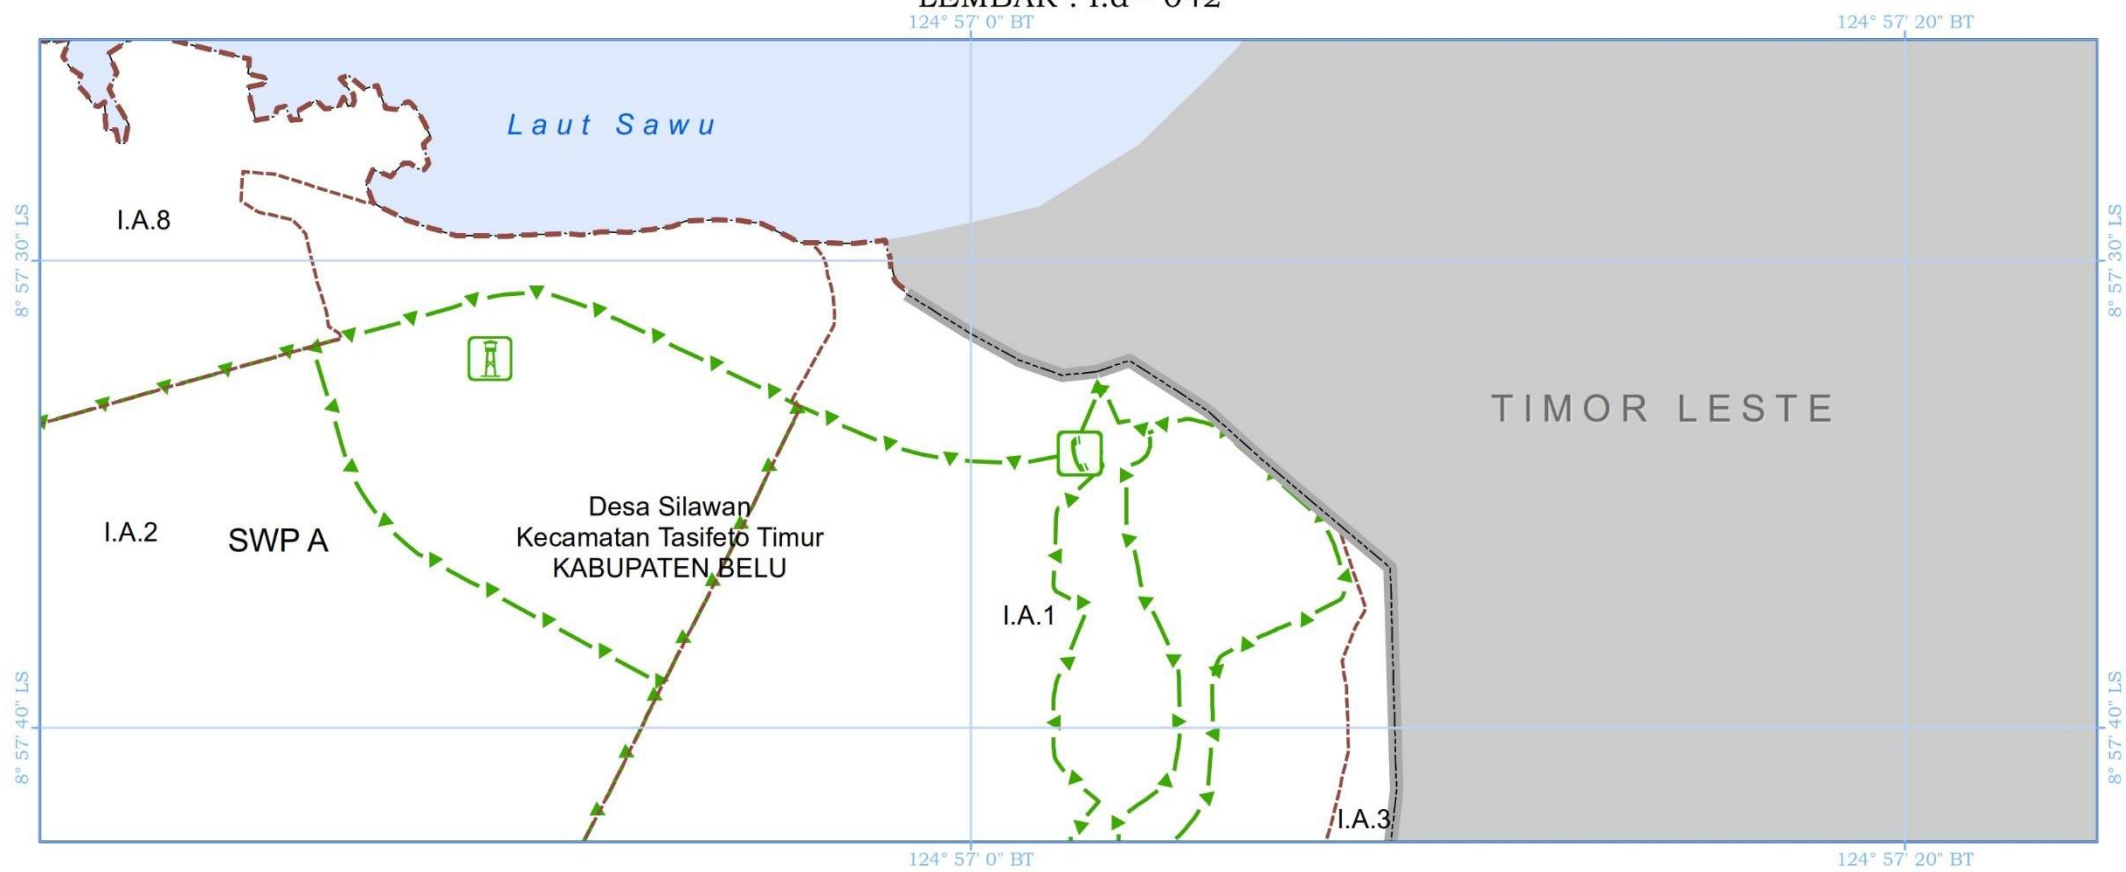 LEMBAR : I.d - 042
124° 57' 0" BT
124° 57' 20" BT
Laut Sawu
I.A.8
8° 57' 30" LS
8° 57' 30" LS
TIMOR LESTE
I.A.2
SWP A
Desa Silawan
Kecamatan Tasifeto Timur
KABUPATEN BELU
I.A.1
8° 57' 40" LS
8° 57' 40" LS
I.A.3
124° 57' 0" BT
124° 57' 20" BT